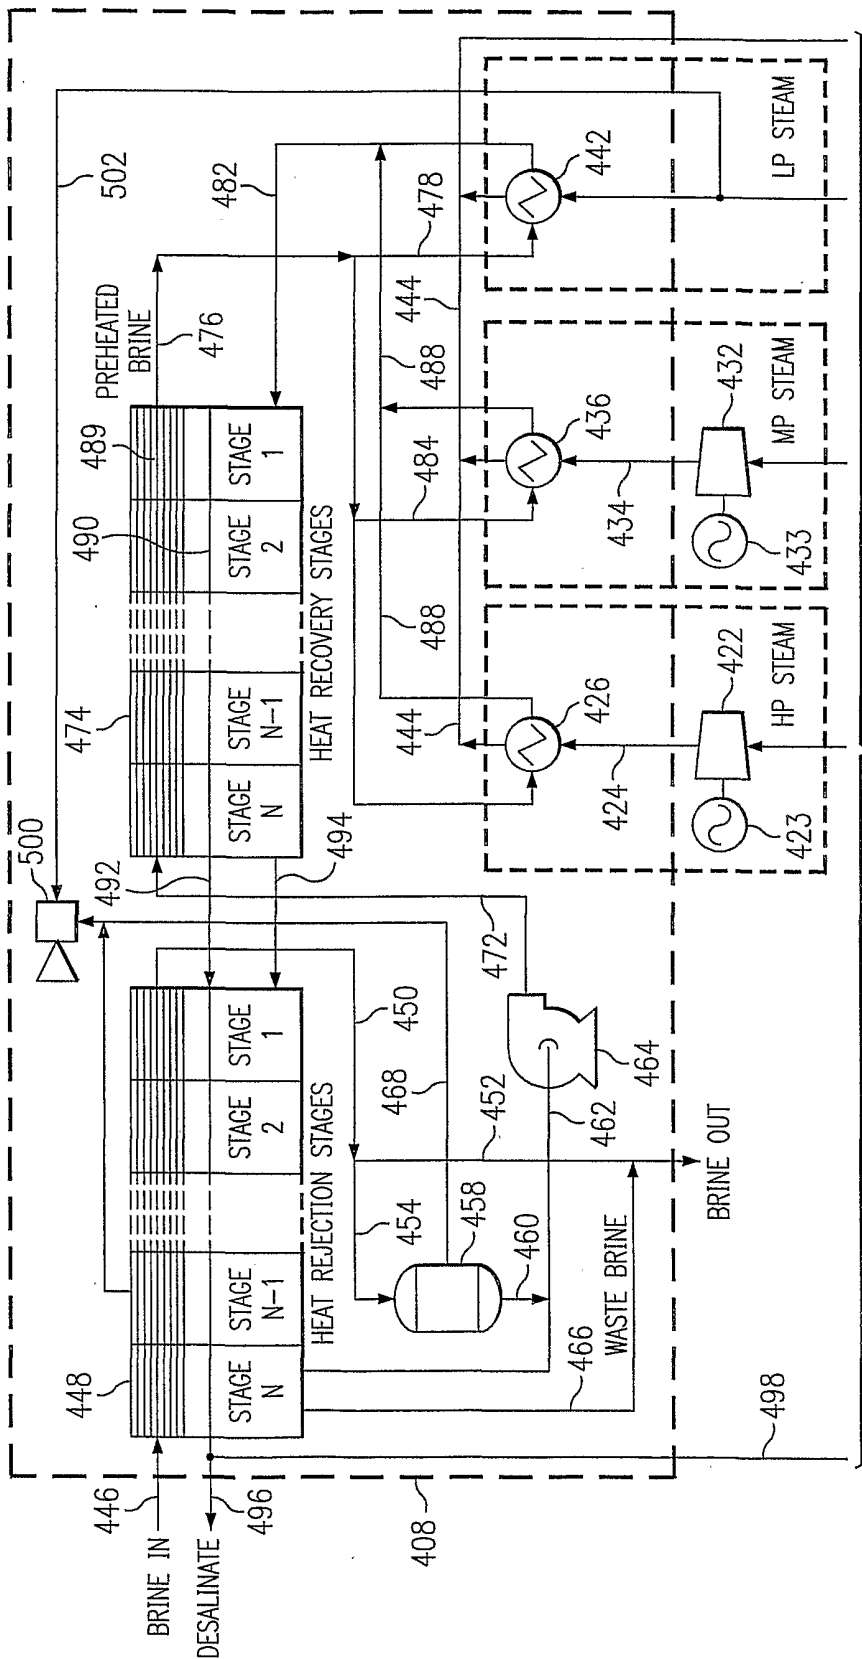 500
502
448
474
446
BRINE IN
PREHEATED
BRINE
492
489
490
476
482
496
DESALINATE
STAGE
N
STAGE
N-1
STAGE
2
STAGE
1
STAGE
N
STAGE
N-1
STAGE
2
STAGE
1
HEAT REJECTION STAGES
494
HEAT RECOVERY STAGES
408
454
450
468
488
488
484
478
444
444
458
452
472
460
466
462
426
436
442
WASTE BRINE
464
424
434
498
BRINE OUT
422
432
423
433
HP STEAM
MP STEAM
LP STEAM